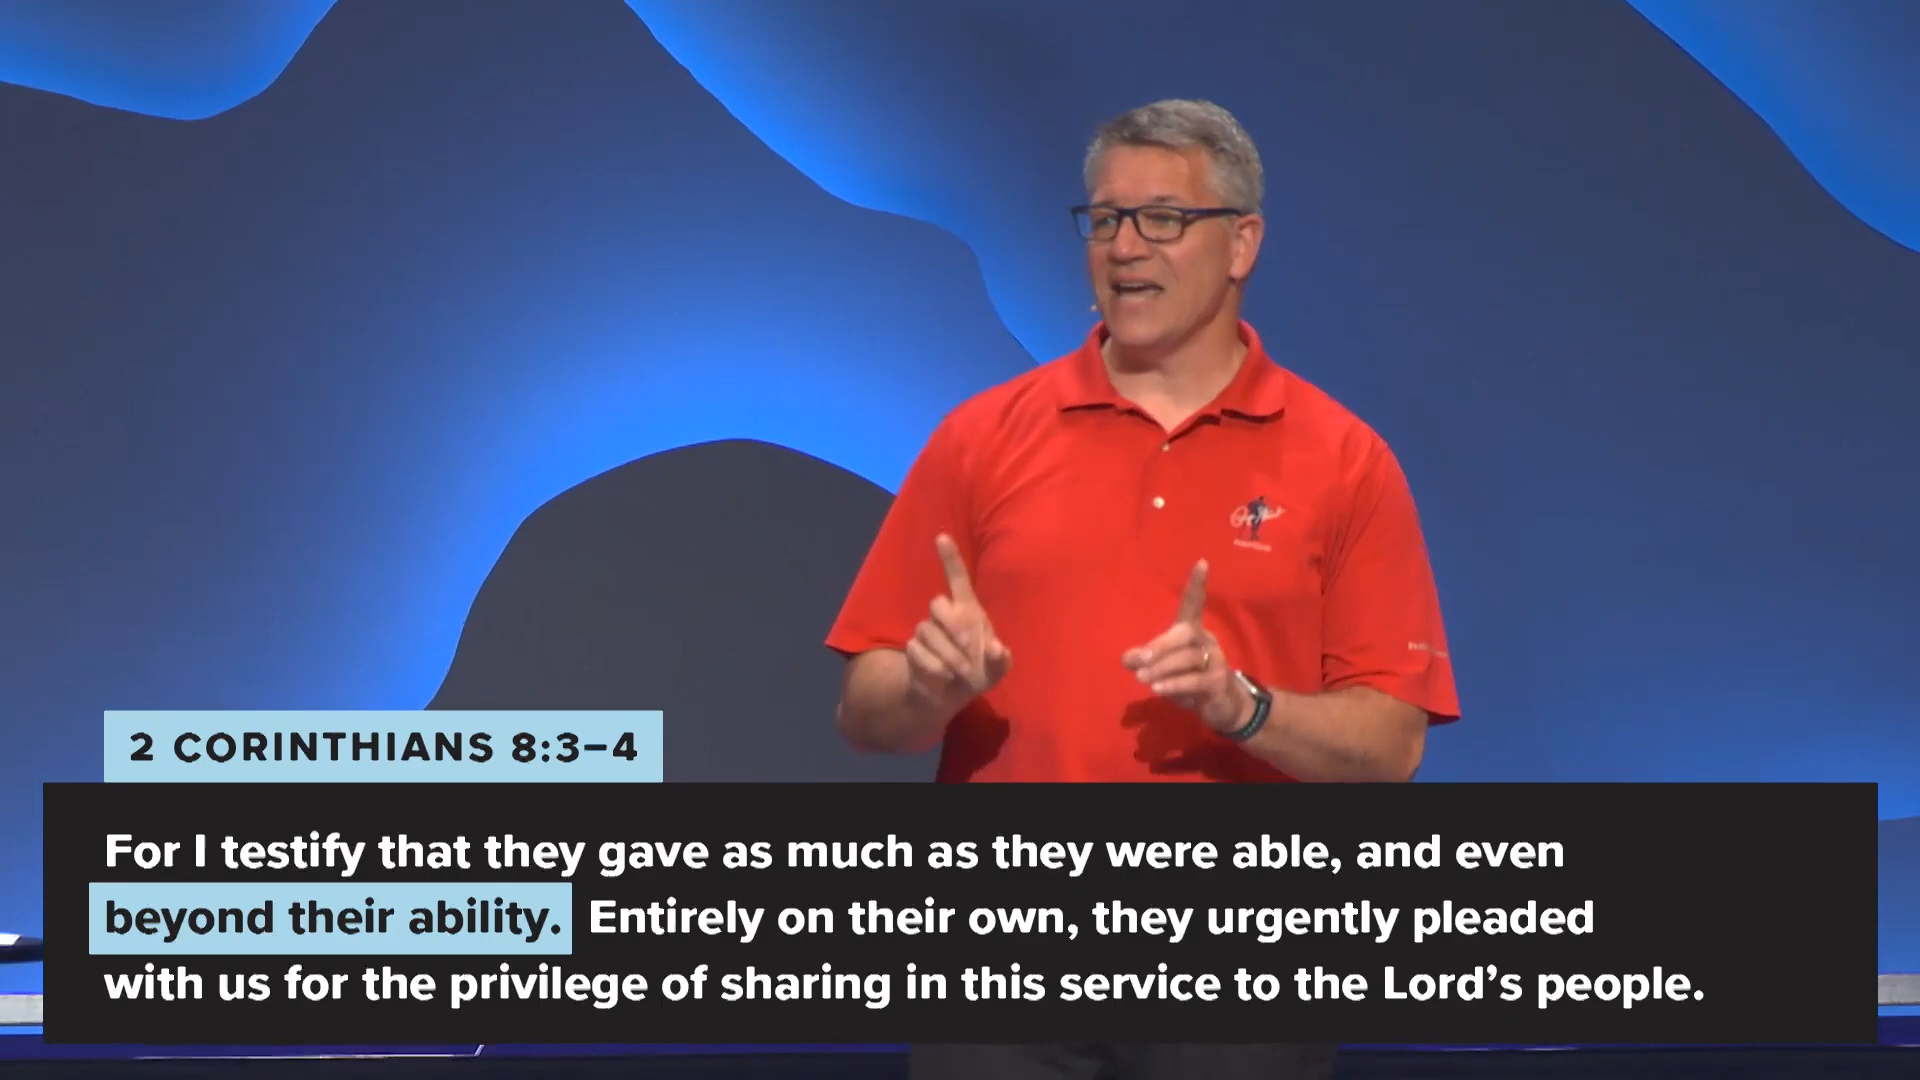 2 CORINTHIANS 8:3–4
For I testify that they gave as much as they were able, and even
beyond their ability. Entirely on their own, they urgently pleaded
with us for the privilege of sharing in this service to the Lord’s people.